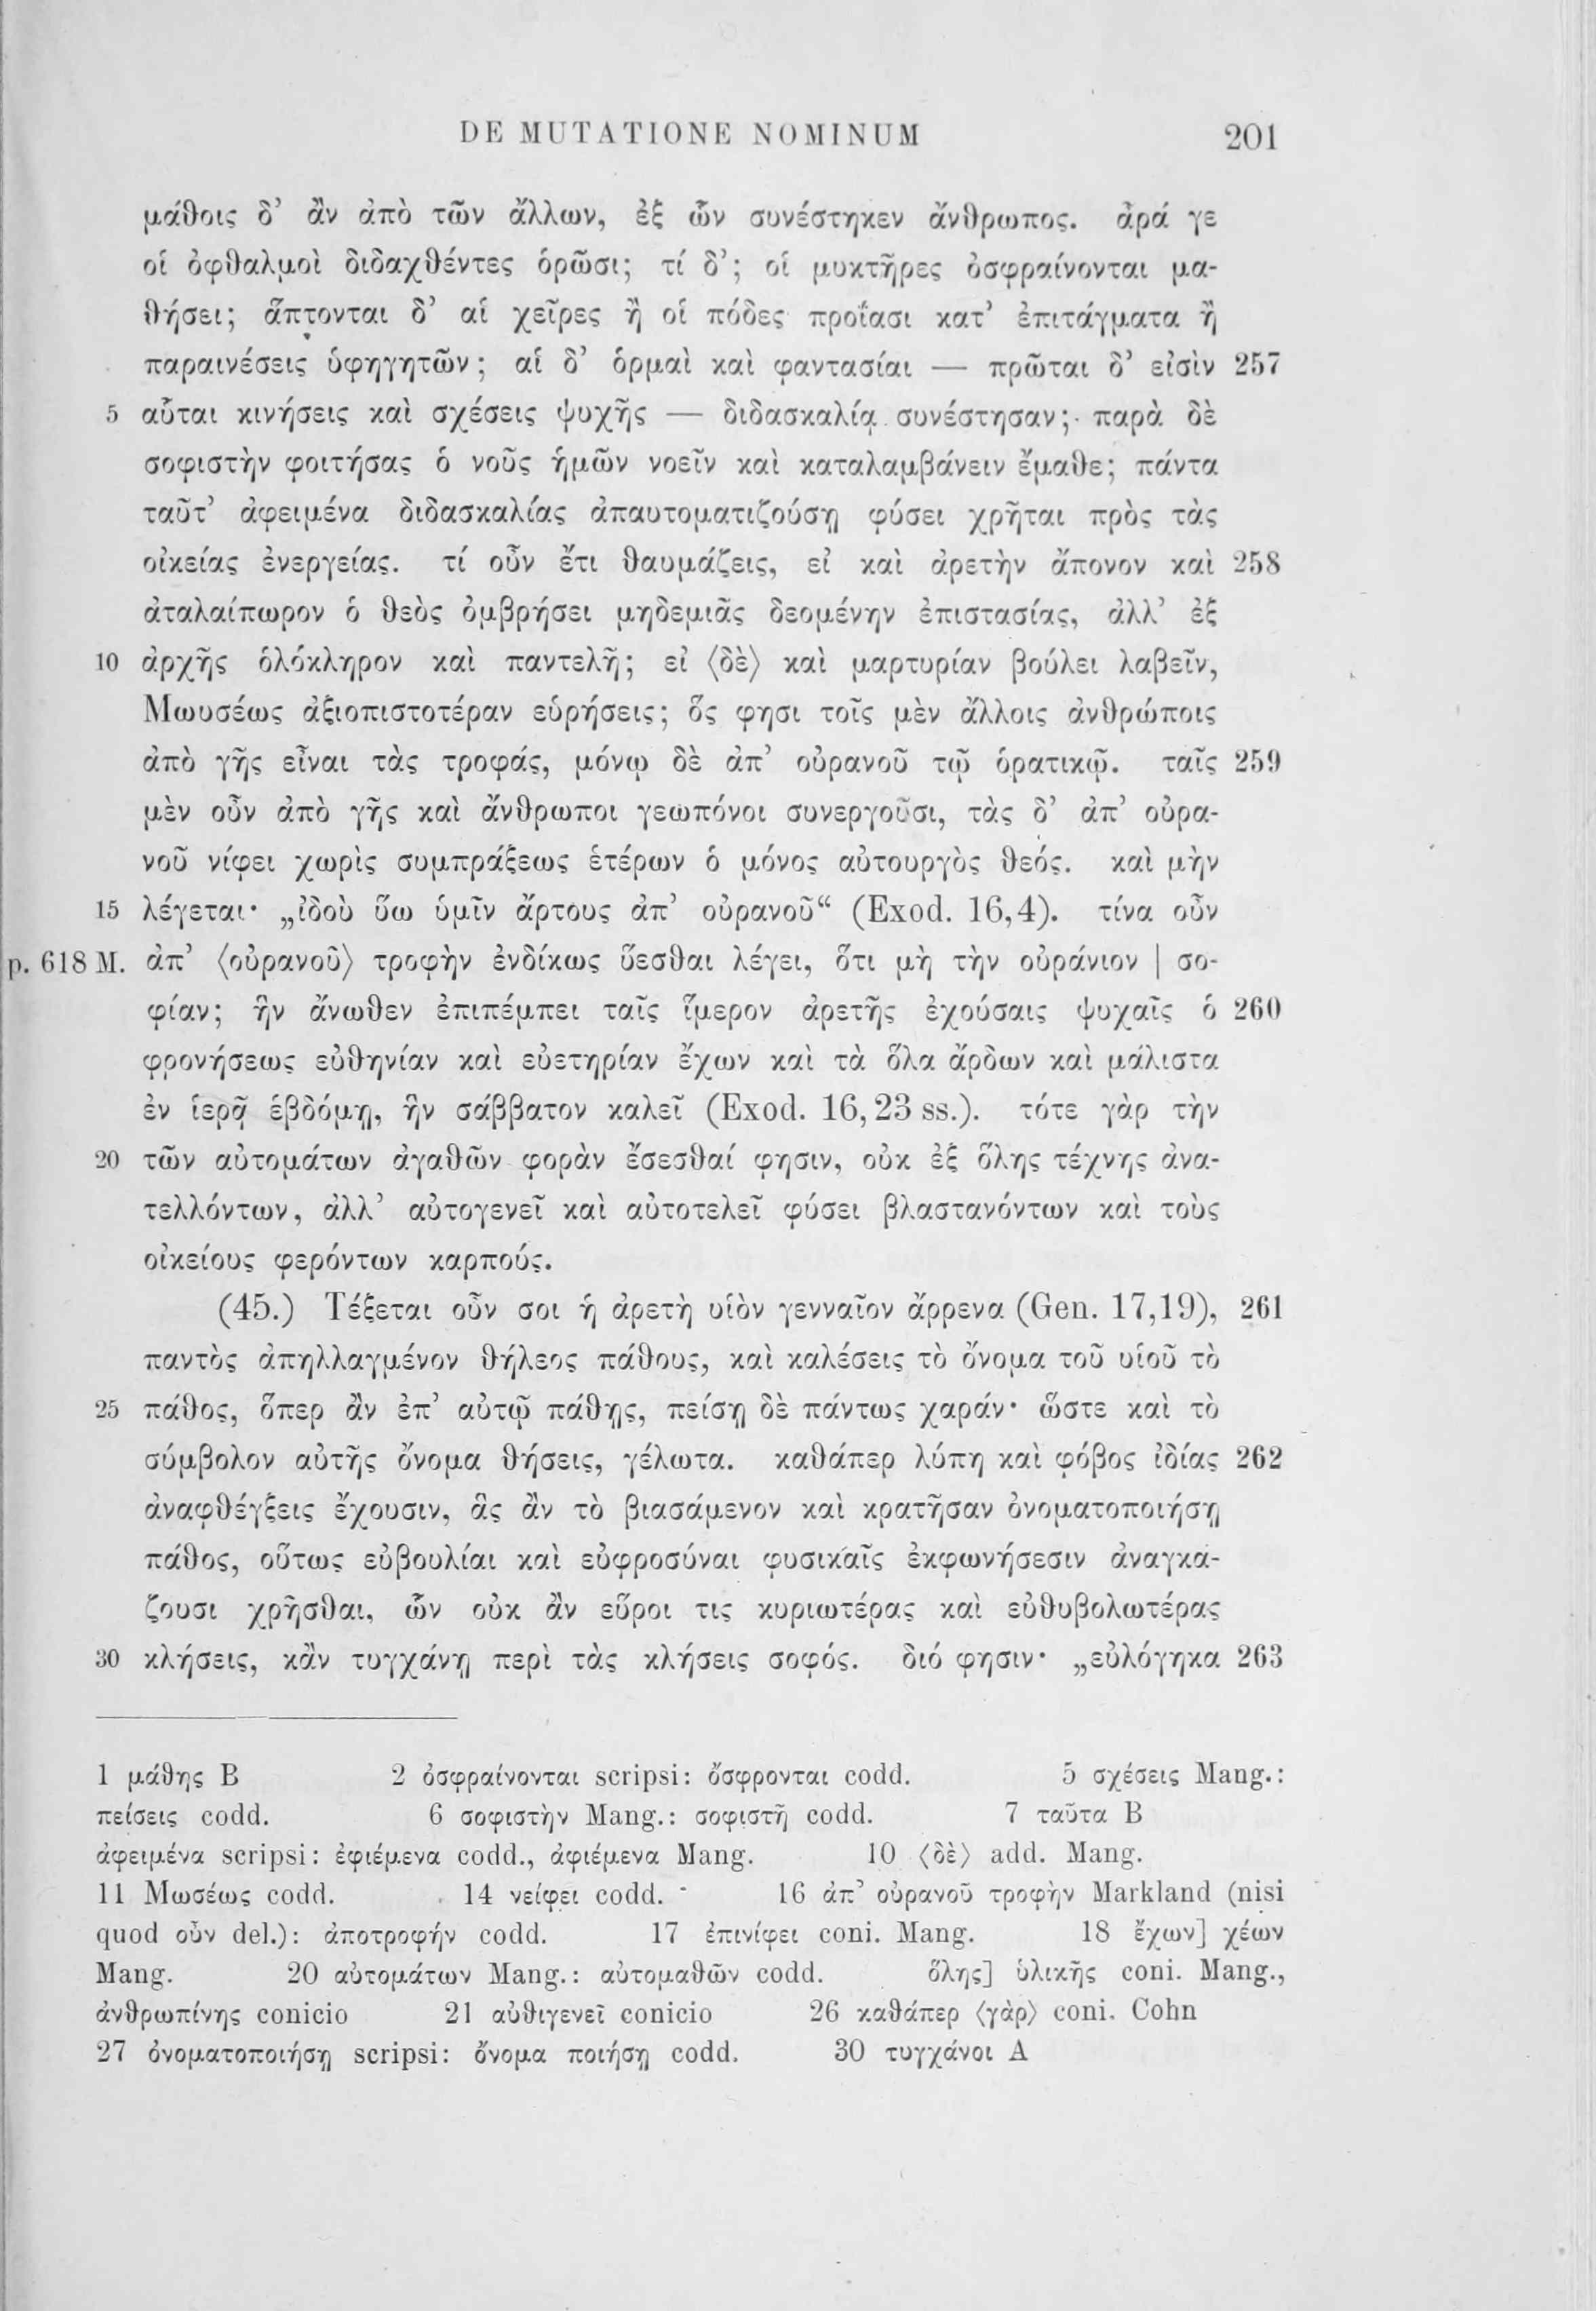 DE MUTATIONE NOMINUM 201
μάθοις δ’ ἂν ἀπὸ τῶν ἄλλων, ἐξ ὧν συνέστηκεν ἄνθρωπος. ἆρά γε
οἱ ὀφθαλμοὶ διδαχθέντες ὁρῶσι; τί δ’; οἱ μυκτῆρες ὀσφραίνονται μα-
θήσει; ἅπτονται δ’ αἱ χεῖρες ἢ οἱ πόδες προΐασι κατ’ ἐπιτάγματα ἢ
παραινέσεις ὑφηγητῶν; αἱ δ’ ὁρμαὶ καὶ φαντασίαι — πρῶται δ’ εἰσὶν 257
5 αὗται κινήσεις καὶ σχέσεις ψυχῆς — διδασκαλίᾳ συνέστησαν; παρὰ δὲ
σοφιστὴν φοιτήσας ὁ νοῦς ἡμῶν νοεῖν καὶ καταλαμβάνειν ἔμαθε; πάντα
ταῦτ’ ἀφειμένα διδασκαλίας ἀπαυτοματιζούσῃ φύσει χρῆται πρὸς τὰς
οἰκείας ἐνεργείας. τί οὖν ἔτι θαυμάζεις, εἰ καὶ ἀρετὴν ἄπονον καὶ 258
ἀταλαίπωρον ὁ θεὸς ὀμβρήσει μηδεμιᾶς δεομένην ἐπιστασίας, ἀλλ’ ἐξ
10 ἀρχῆς ὁλόκληρον καὶ παντελῆ; εἰ ⟨δὲ⟩ καὶ μαρτυρίαν βούλει λαβεῖν,
Μωυσέως ἀξιοπιστοτέραν εὑρήσεις; ὅς φησι τοῖς μὲν ἄλλοις ἀνθρώποις
ἀπὸ γῆς εἶναι τὰς τροφάς, μόνῳ δὲ ἀπ’ οὐρανοῦ τῷ ὁρατικῷ. ταῖς 259
μὲν οὖν ἀπὸ γῆς καὶ ἄνθρωποι γεωπόνοι συνεργοῦσι, τὰς δ’ ἀπ’ οὐρα-
νοῦ νίφει χωρὶς συμπράξεως ἑτέρων ὁ μόνος αὐτουργὸς θεός. καὶ μὴν
15 λέγεται· „ἰδοὺ ὕω ὑμῖν ἄρτους ἀπ’ οὐρανοῦ“ (Exod. 16,4). τίνα οὖν
p. 618 M. ἀπ’ ⟨οὐρανοῦ⟩ τροφὴν ἐνδίκως ὕεσθαι λέγει, ὅτι μὴ τὴν οὐράνιον | σο-
φίαν; ἣν ἄνωθεν ἐπιπέμπει ταῖς ἵμερον ἀρετῆς ἐχούσαις ψυχαῖς ὁ 260
φρονήσεως εὐθηνίαν καὶ εὐετηρίαν ἔχων καὶ τὰ ὅλα ἄρδων καὶ μάλιστα
ἐν ἱερᾷ ἑβδόμῃ, ἣν σάββατον καλεῖ (Exod. 16, 23 ss.). τότε γὰρ τὴν
20 τῶν αὐτομάτων ἀγαθῶν φορὰν ἔσεσθαί φησιν, οὐκ ἐξ ὅλης τέχνης ἀνα-
τελλόντων, ἀλλ’ αὐτογενεῖ καὶ αὐτοτελεῖ φύσει βλαστανόντων καὶ τοὺς
οἰκείους φερόντων καρπούς.
(45.) Τέξεται οὖν σοι ἡ ἀρετὴ υἱὸν γενναῖον ἄρρενα (Gen. 17,19), 261
παντὸς ἀπηλλαγμένον θήλεος πάθους, καὶ καλέσεις τὸ ὄνομα τοῦ υἱοῦ τὸ
25 πάθος, ὅπερ ἂν ἐπ’ αὐτῷ πάθῃς, πείσῃ δὲ πάντως χαράν· ὥστε καὶ τὸ
σύμβολον αὐτῆς ὄνομα θήσεις, γέλωτα. καθάπερ λύπη καὶ φόβος ἰδίας 262
ἀναφθέγξεις ἔχουσιν, ἃς ἂν τὸ βιασάμενον καὶ κρατῆσαν ὀνοματοποιήσῃ
πάθος, οὕτως εὐβουλίαι καὶ εὐφροσύναι φυσικαῖς ἐκφωνήσεσιν ἀναγκά-
ζουσι χρῆσθαι, ὧν οὐκ ἂν εὕροι τις κυριωτέρας καὶ εὐθυβολωτέρας
30 κλήσεις, κἂν τυγχάνῃ περὶ τὰς κλήσεις σοφός. διό φησιν· „εὐλόγηκα 263
1 μάθης B 2 ὀσφραίνονται scripsi: ὄσφρονται codd. 5 σχέσεις Mang.:
πείσεις codd. 6 σοφιστὴν Mang.: σοφιστῇ codd. 7 ταῦτα B
ἀφειμένα scripsi: ἐφιέμενα codd., ἀφιέμενα Mang. 10 ⟨δὲ⟩ add. Mang.
11 Μωσέως codd. 14 νείφει codd. 16 ἀπ’ οὐρανοῦ τροφὴν Markland (nisi
quod οὖν del.): ἀποτροφήν codd. 17 ἐπινίφει coni. Mang. 18 ἔχων] χέων
Mang. 20 αὐτομάτων Mang.: αὐτομαθῶν codd. ὅλης] ὑλικῆς coni. Mang.,
ἀνθρωπίνης conicio 21 αὐθιγενεῖ conicio 26 καθάπερ ⟨γὰρ⟩ coni. Cohn
27 ὀνοματοποιήσῃ scripsi: ὄνομα ποιήσῃ codd. 30 τυγχάνοι A